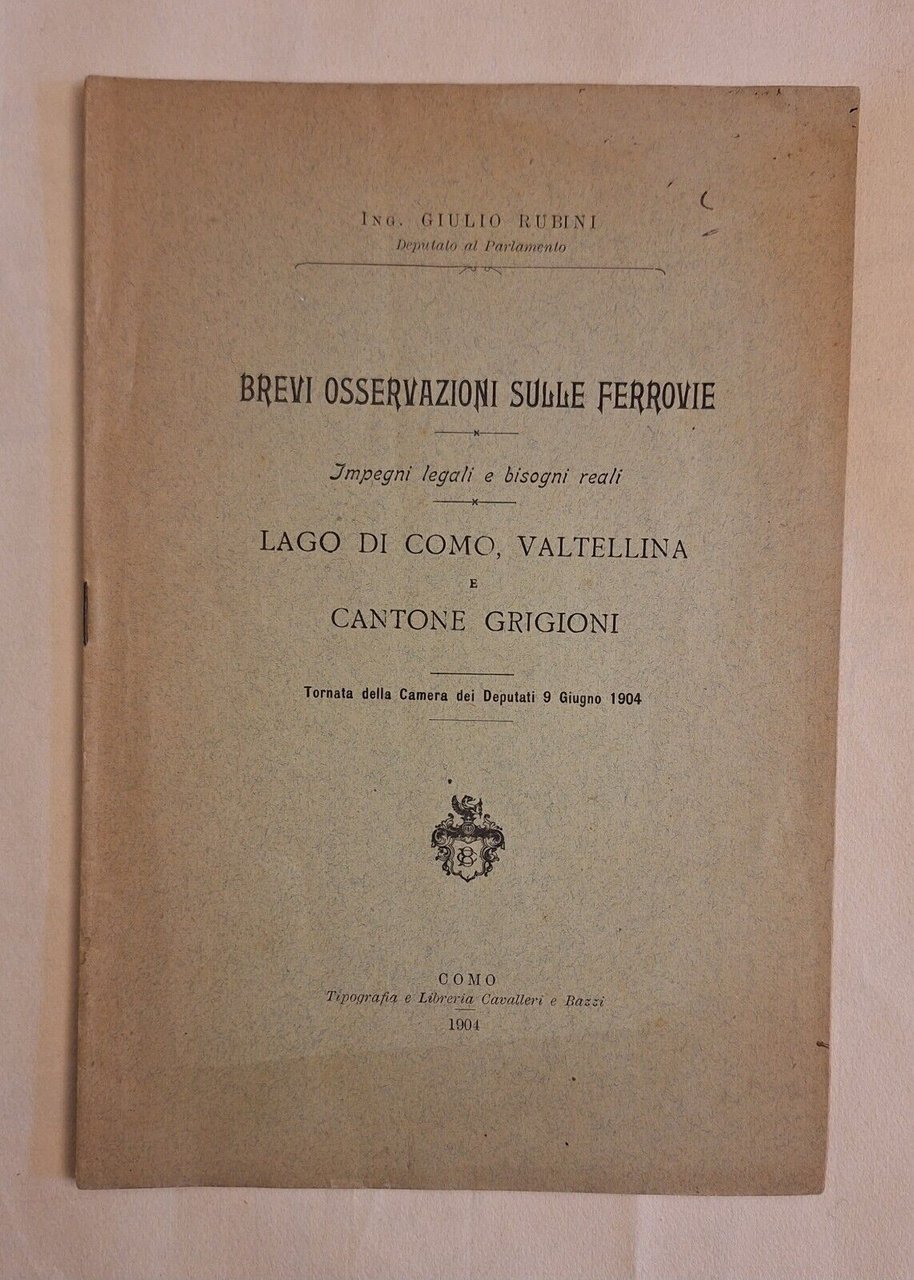 ING. GIULIO RUBINI
Deputato al Parlamento
BREVI OSSERVAZIONI SULLE FERROVIE
Impegni legali e bisogni reali
LAGO DI COMO, VALTELLINA
E
CANTONE GRIGIONI
Tornata della Camera dei Deputati 9 Giugno 1904
COMO
Tipografia e Libreria Cavalleri e Bazzi
1904